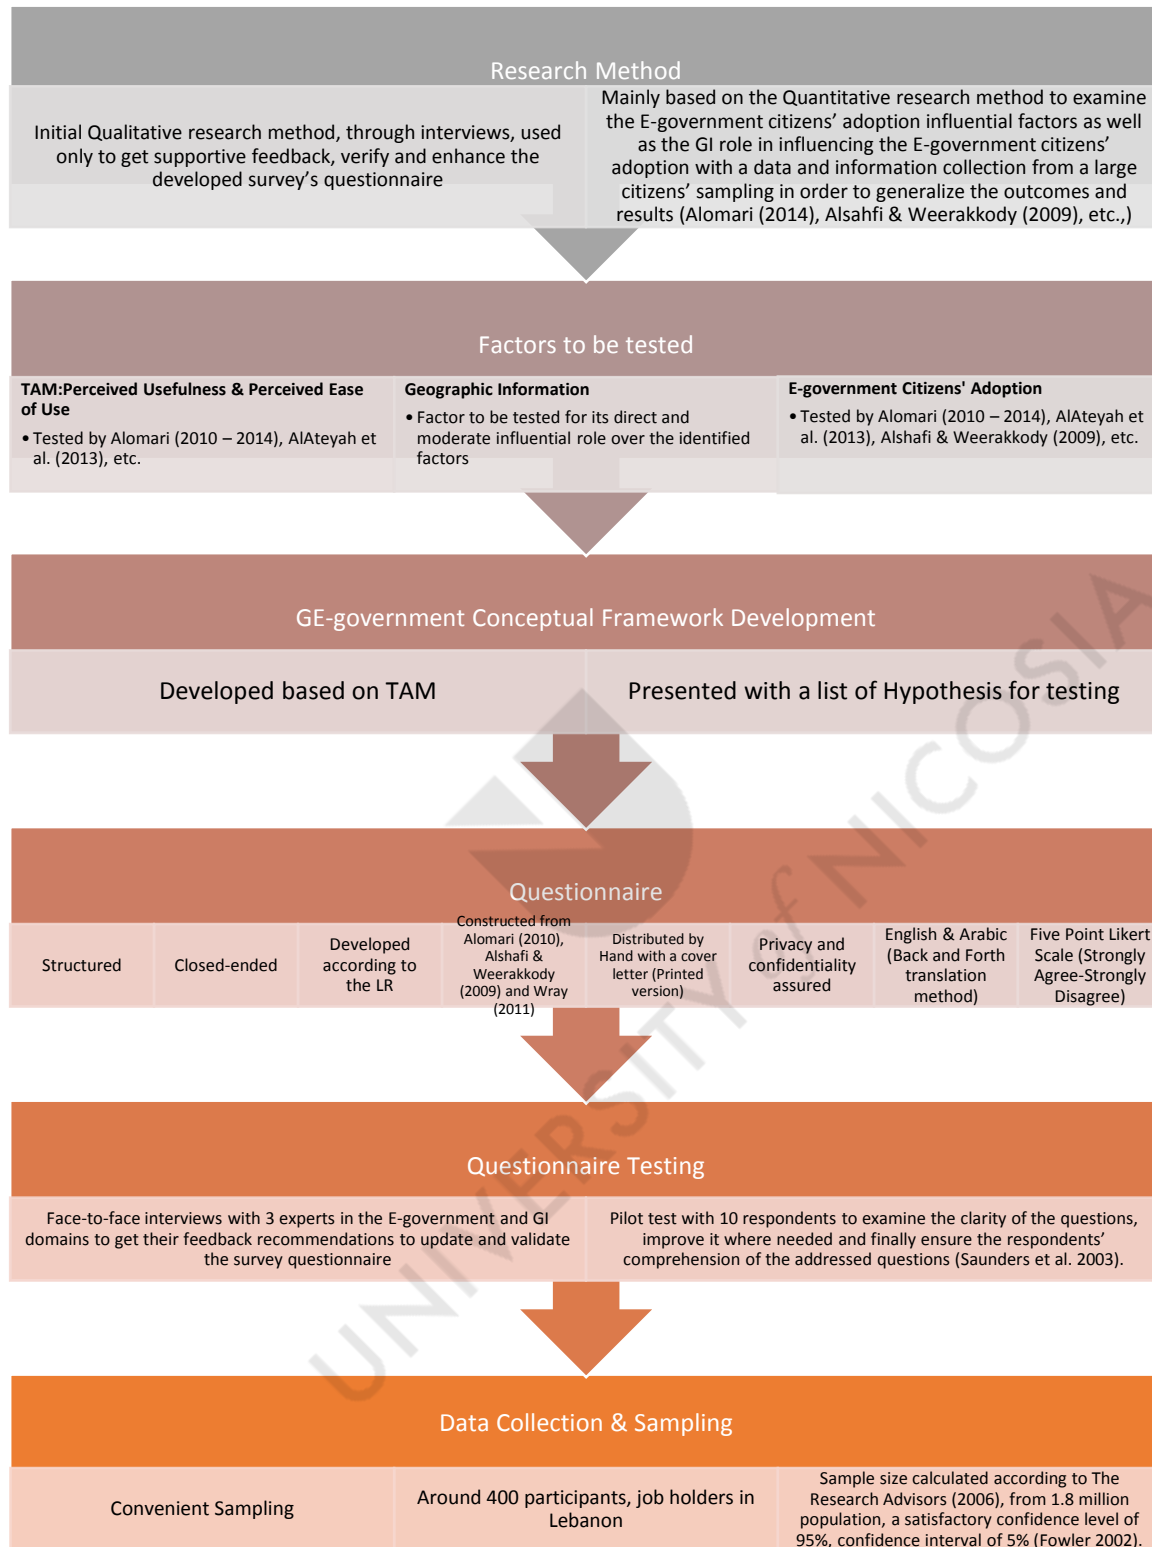 Research Method
Initial Qualitative research method, through interviews, used
only to get supportive feedback, verify and enhance the
developed survey’s questionnaire
Mainly based on the Quantitative research method to examine
the E-government citizens’ adoption influential factors as well
as the GI role in influencing the E-government citizens’
adoption with a data and information collection from a large
citizens’ sampling in order to generalize the outcomes and
results (Alomari (2014), Alsahfi & Weerakkody (2009), etc.,)
Factors to be tested
TAM:Perceived Usefulness & Perceived Ease
of Use
• Tested by Alomari (2010 – 2014), AlAteyah et
al. (2013), etc.
Geographic Information
• Factor to be tested for its direct and
moderate influential role over the identified
factors
E-government Citizens' Adoption
• Tested by Alomari (2010 – 2014), AlAteyah et
al. (2013), Alshafi & Weerakkody (2009), etc.
GE-government Conceptual Framework Development
Developed based on TAM
Presented with a list of Hypothesis for testing
Questionnaire
Structured
Closed-ended
Developed
according to
the LR
Constructed from
Alomari (2010),
Alshafi &
Weerakkody
(2009) and Wray
(2011)
Distributed by
Hand with a cover
letter (Printed
version)
Privacy and
confidentiality
assured
English & Arabic
(Back and Forth
translation
method)
Five Point Likert
Scale (Strongly
Agree-Strongly
Disagree)
Questionnaire Testing
Face-to-face interviews with 3 experts in the E-government and GI
domains to get their feedback recommendations to update and validate
the survey questionnaire
Pilot test with 10 respondents to examine the clarity of the questions,
improve it where needed and finally ensure the respondents’
comprehension of the addressed questions (Saunders et al. 2003).
Data Collection & Sampling
Convenient Sampling
Around 400 participants, job holders in
Lebanon
Sample size calculated according to The
Research Advisors (2006), from 1.8 million
population, a satisfactory confidence level of
95%, confidence interval of 5% (Fowler 2002).
UNIVERSITY of NICOSIA